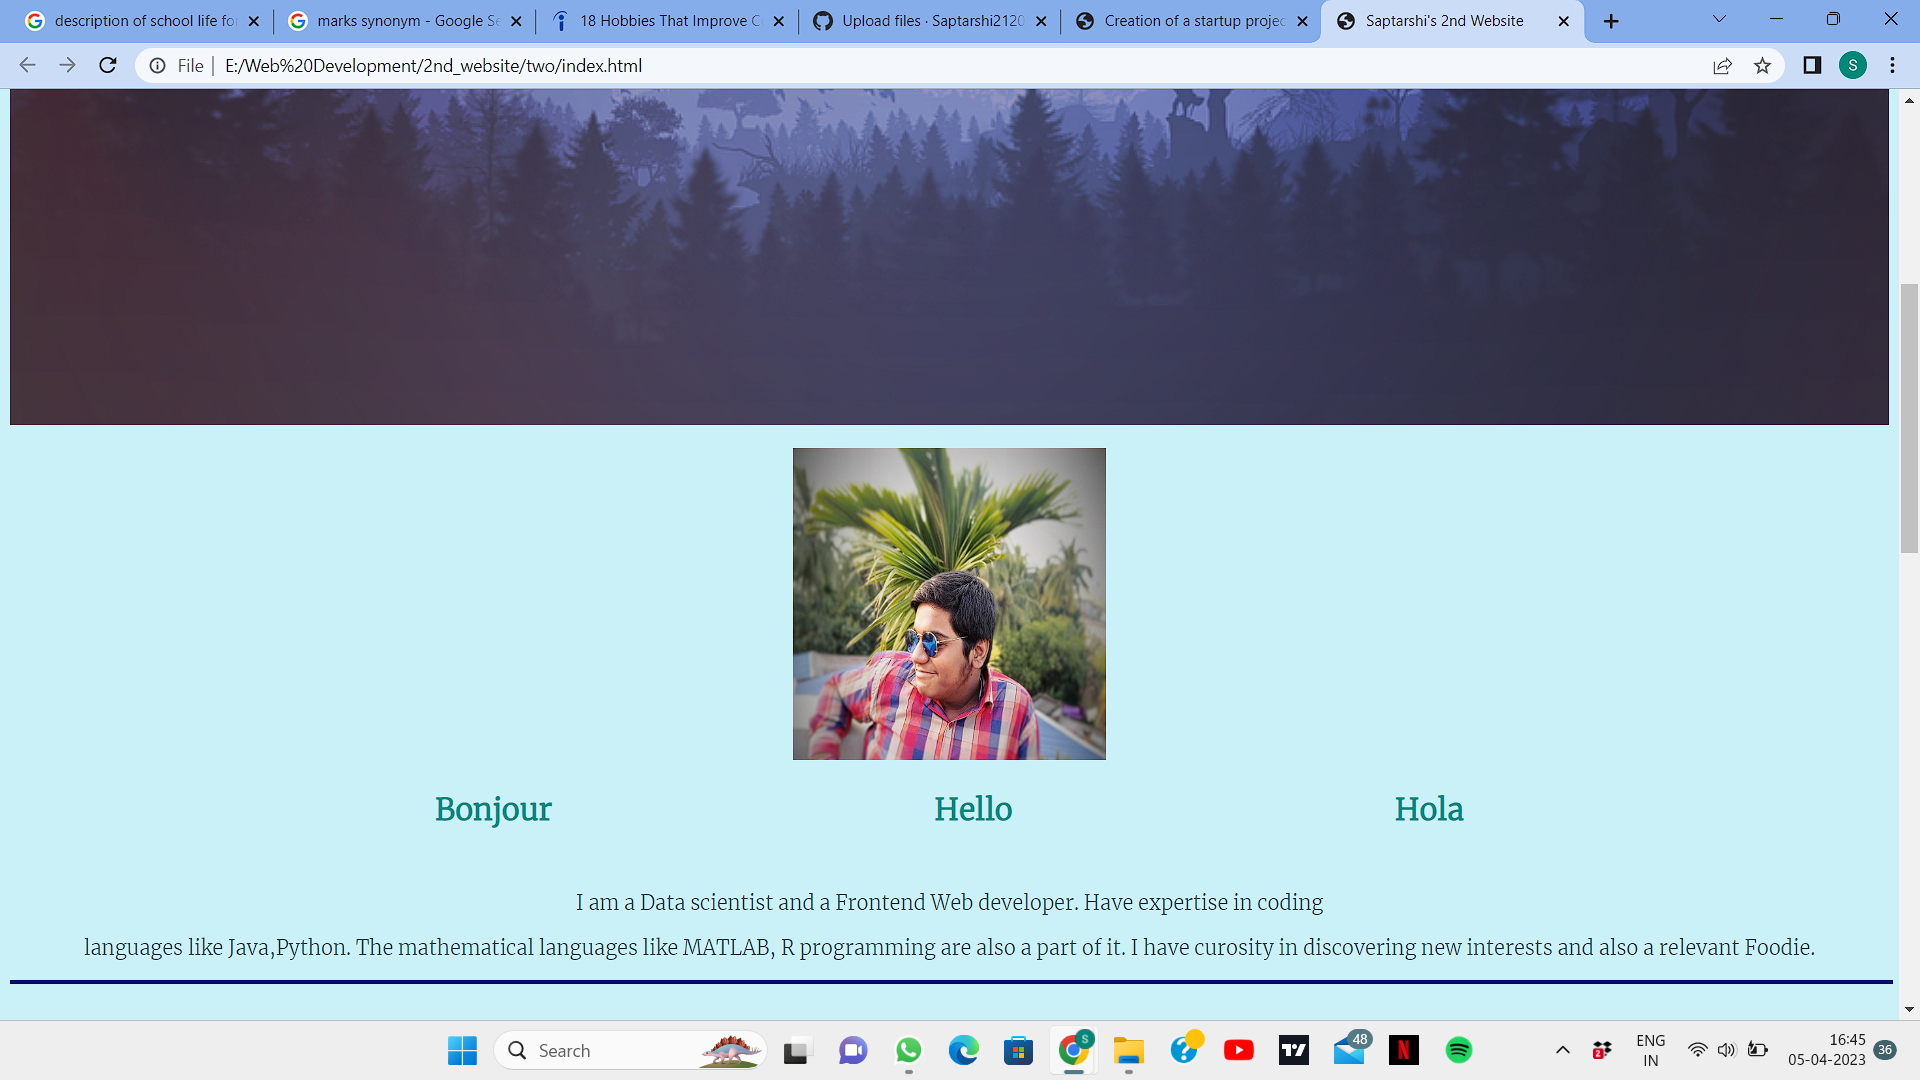 description of school life fo
marks synonym - Google Se
18 Hobbies That Improve C
Upload files · Saptarshi2120
Creation of a startup projec
Saptarshi's 2nd Website
File
E:/Web%20Development/2nd_website/two/index.html
S
Bonjour
Hello
Hola
I am a Data scientist and a Frontend Web developer. Have expertise in coding
languages like Java,Python. The mathematical languages like MATLAB, R programming are also a part of it. I have curosity in discovering new interests and also a relevant Foodie.
Search
S
48
N
2
ENG
IN
16:45
05-04-2023
36